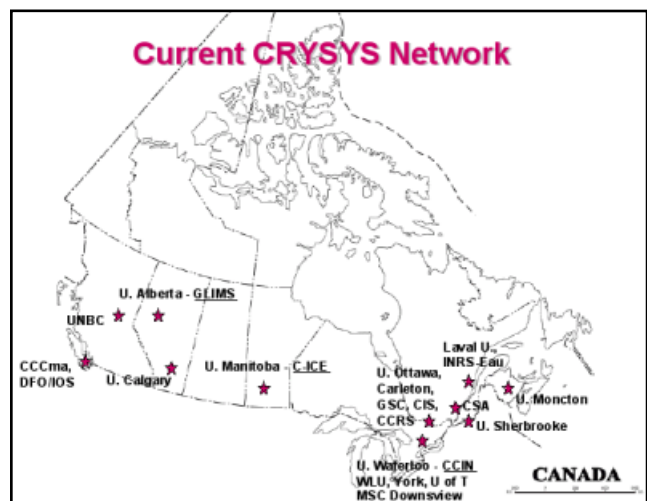 Current CRYSYS Network
U. Alberta - GLIMS
UNBC
CCCma,
DFO/IOS
U. Calgary
U. Manitoba - C-ICE
Laval U.,
INRS-Eau
U. Ottawa,
Carleton,
GSC, CIS,
CCRS
CSA
U. Moncton
U. Sherbrooke
U. Waterloo - CCIN
WLU, York, U of T
MSC Downsview
CANADA